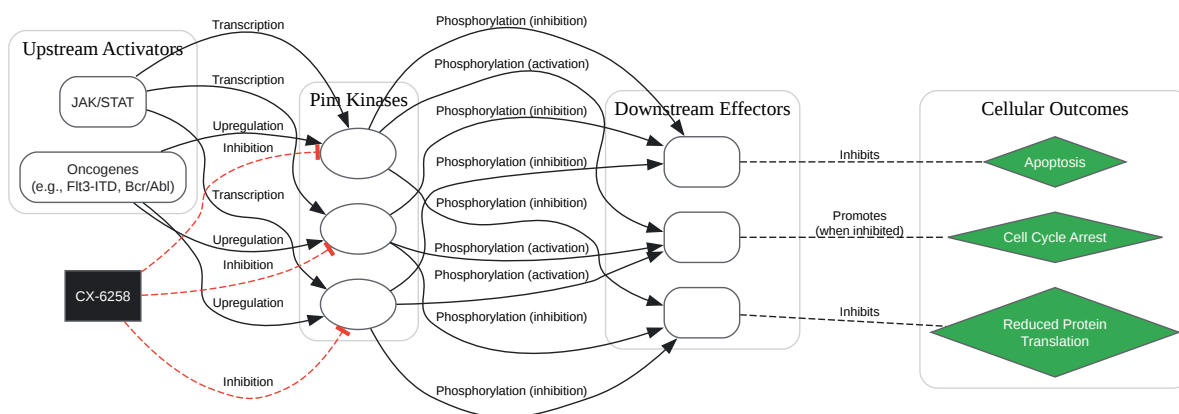 Upstream Activators
JAK/STAT
Oncogenes
(e.g., Flt3-ITD, Bcr/Abl)
CX-6258
Transcription
Transcription
Upregulation
Inhibition
Transcription
Upregulation
Inhibition
Upregulation
Inhibition
Pim Kinases
Phosphorylation (inhibition)
Phosphorylation (activation)
Phosphorylation (inhibition)
Phosphorylation (inhibition)
Phosphorylation (inhibition)
Phosphorylation (activation)
Phosphorylation (activation)
Phosphorylation (inhibition)
Phosphorylation (inhibition)
Downstream Effectors
Inhibits
Promotes
(when inhibited)
Inhibits
Cellular Outcomes
Apoptosis
Cell Cycle Arrest
Reduced Protein
Translation